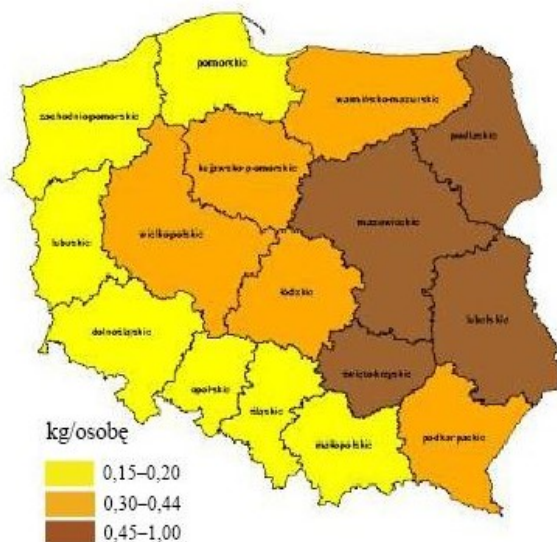 pomorskie
warmińsko-mazurskie
zachodniopomorskie
podlaskie
kujawsko-pomorskie
mazowieckie
wielkopolskie
lubuskie
łódzkie
lubelskie
dolnośląskie
świętokrzyskie
opolskie
śląskie
małopolskie
podkarpackie
kg/osobę
0,15–0,20
0,30–0,44
0,45–1,00